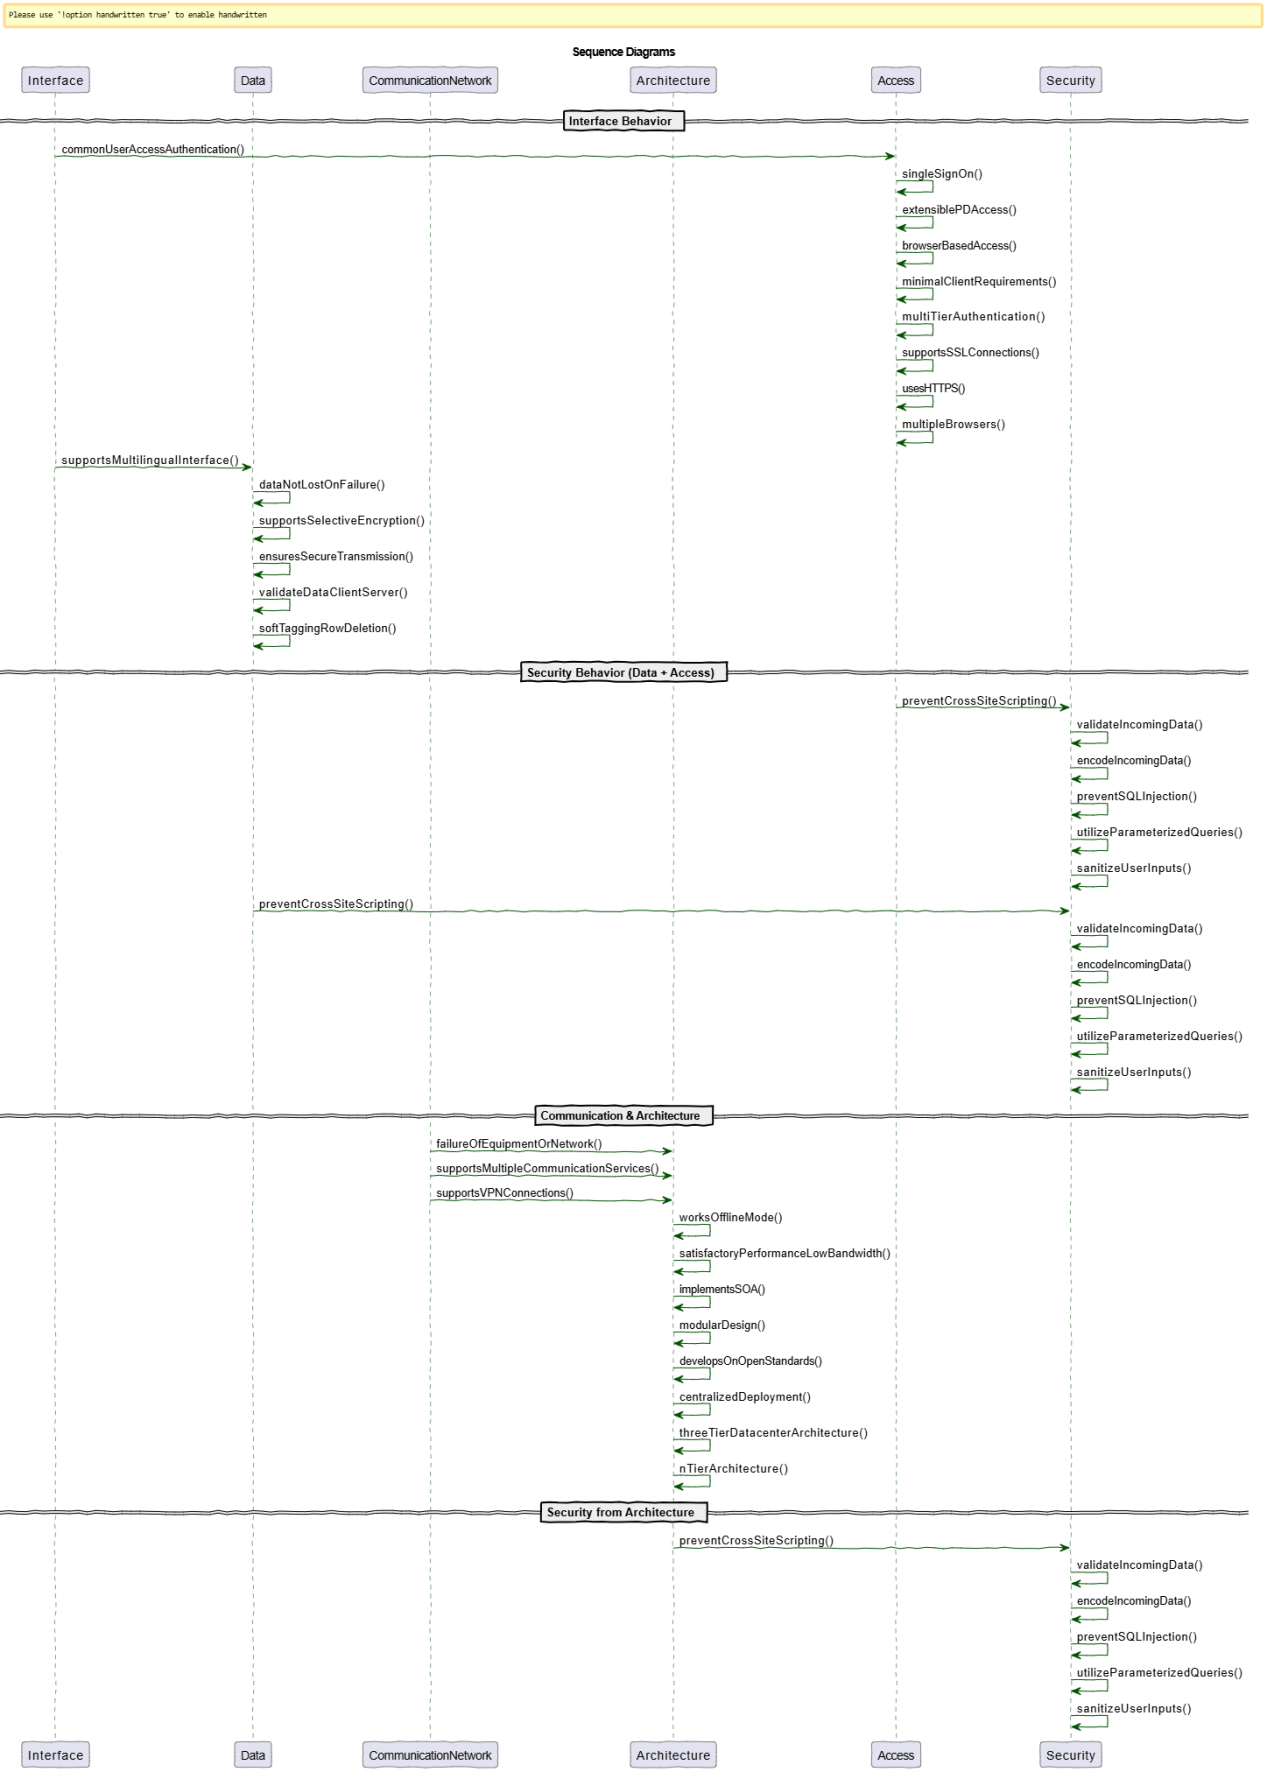 Please use '!option handwritten true' to enable handwritten
Sequence Diagrams
Interface Data CommunicationNetwork Architecture Access Security
Interface Behavior
commonUserAccessAuthentication()
singleSignOn()
extensiblePDAccess()
browserBasedAccess()
minimalClientRequirements()
multiTierAuthentication()
supportsSSLConnections()
usesHTTPS()
multipleBrowsers()
supportsMultilingualInterface()
dataNotLostOnFailure()
supportsSelectiveEncryption()
ensuresSecureTransmission()
validateDataClientServer()
softTaggingRowDeletion()
Security Behavior (Data + Access)
preventCrossSiteScripting()
validateIncomingData()
encodeIncomingData()
preventSQLInjection()
utilizeParameterizedQueries()
sanitizeUserInputs()
preventCrossSiteScripting()
validateIncomingData()
encodeIncomingData()
preventSQLInjection()
utilizeParameterizedQueries()
sanitizeUserInputs()
Communication & Architecture
failureOfEquipmentOrNetwork()
supportsMultipleCommunicationServices()
supportsVPNConnections()
worksOfflineMode()
satisfactoryPerformanceLowBandwidth()
implementsSOA()
modularDesign()
developsOnOpenStandards()
centralizedDeployment()
threeTierDatacenterArchitecture()
nTierArchitecture()
Security from Architecture
preventCrossSiteScripting()
validateIncomingData()
encodeIncomingData()
preventSQLInjection()
utilizeParameterizedQueries()
sanitizeUserInputs()
Interface Data CommunicationNetwork Architecture Access Security